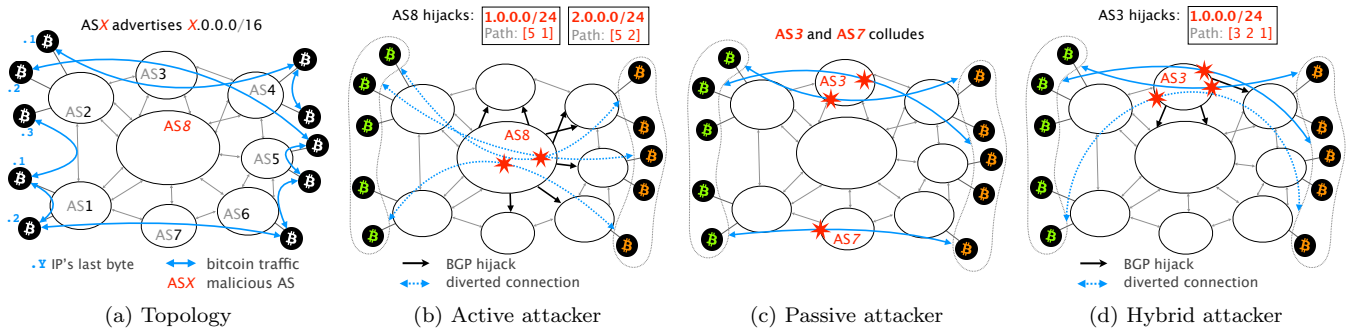 ASX advertises X.0.0.0/16
.1
.2
.3
.1
.2
AS3
AS4
AS2
AS8
AS5
AS1
AS6
AS7
.Y IP's last byte
bitcoin traffic
ASX malicious AS
(a) Topology
AS8 hijacks:
1.0.0.0/24
Path: [5 1]
2.0.0.0/24
Path: [5 2]
AS8
BGP hijack
diverted connection
(b) Active attacker
AS3 and AS7 colludes
AS3
AS7
(c) Passive attacker
AS3 hijacks:
1.0.0.0/24
Path: [3 2 1]
AS3
BGP hijack
diverted connection
(d) Hybrid attacker